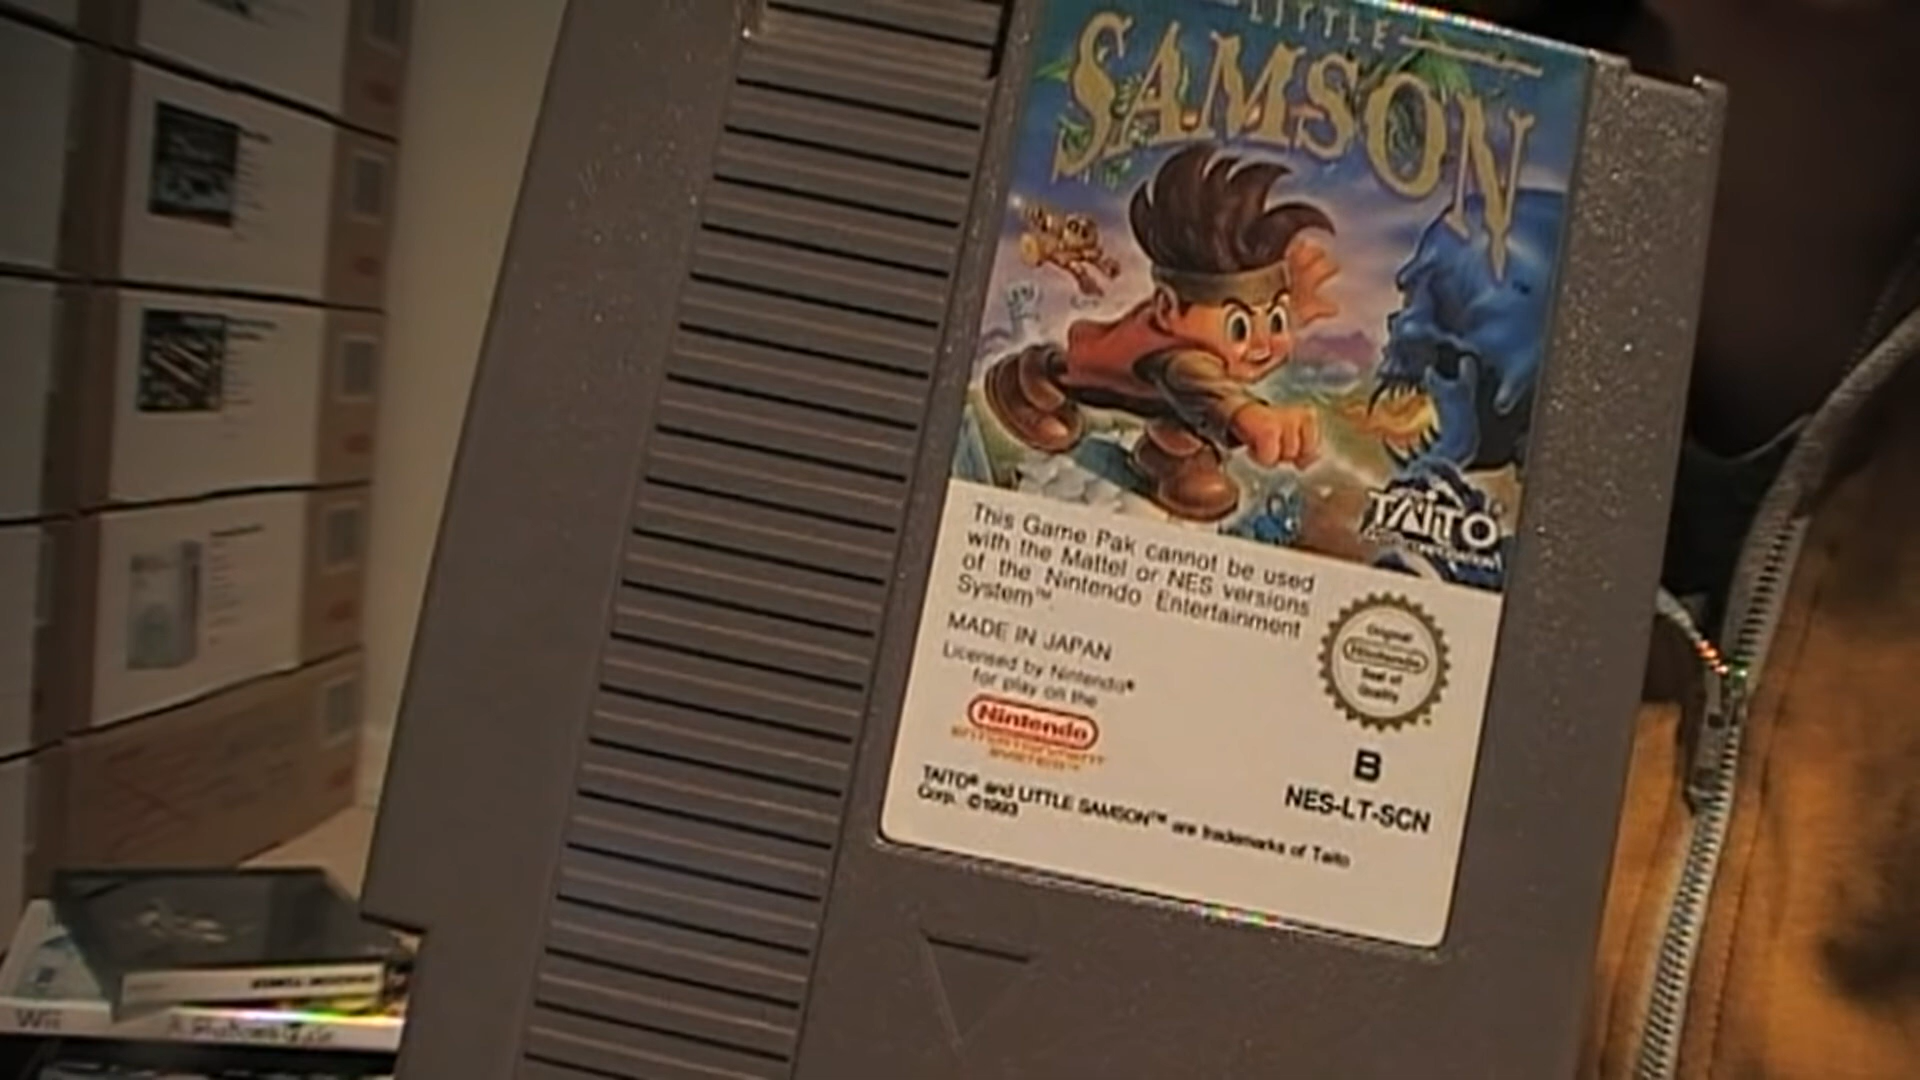 LITTLE
SAMSON
TAITO
This Game Pak cannot be used
with the Mattel or NES versions
of the Nintendo Entertainment
System™.
MADE IN JAPAN
Licensed by Nintendo®
for play on the
Nintendo
ENTERTAINMENT
SYSTEM™
Original
Nintendo
Seal of
Quality
B
NES-LT-SCN
TAITO® and LITTLE SAMSON™ are trademarks of Taito
Corp. ©1993
Wii